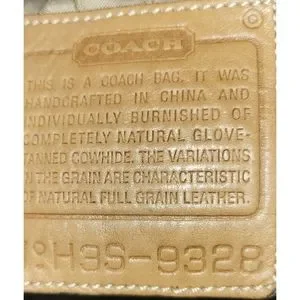 ©
COACH
THIS IS A COACH BAG. IT WAS
HANDCRAFTED IN CHINA AND
INDIVIDUALLY BURNISHED OF
COMPLETELY NATURAL GLOVE-
TANNED COWHIDE. THE VARIATIONS
IN THE GRAIN ARE CHARACTERISTIC
OF NATURAL FULL GRAIN LEATHER.
H3S-9328